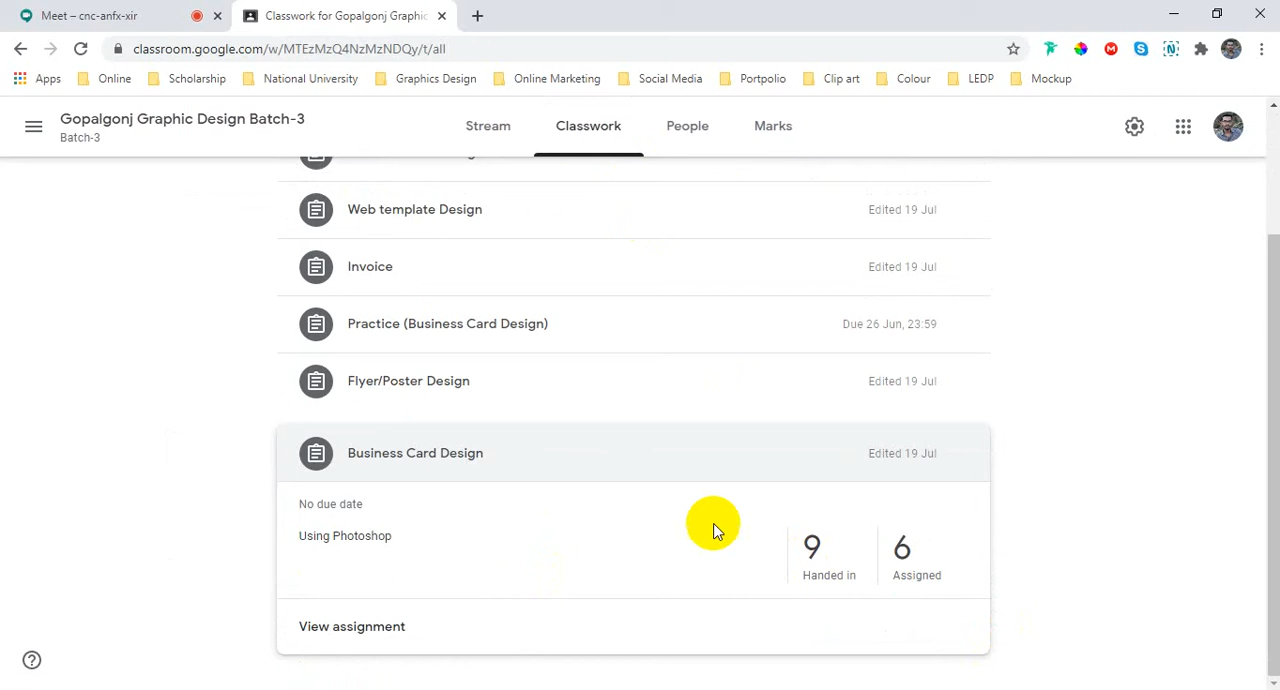 Meet – cnc-anfx-xir
Classwork for Gopalgonj Graphic
classroom.google.com/w/MTEzMzQ4NzMzNDQy/t/all
Apps
Online
Scholarship
National University
Graphics Design
Online Marketing
Social Media
Portpolio
Clip art
Colour
LEDP
Mockup
Gopalgonj Graphic Design Batch-3
Batch-3
Stream
Classwork
People
Marks
Web template Design
Edited 19 Jul
Invoice
Edited 19 Jul
Practice (Business Card Design)
Due 26 Jun, 23:59
Flyer/Poster Design
Edited 19 Jul
Business Card Design
Edited 19 Jul
No due date
Using Photoshop
9
6
Handed in
Assigned
View assignment